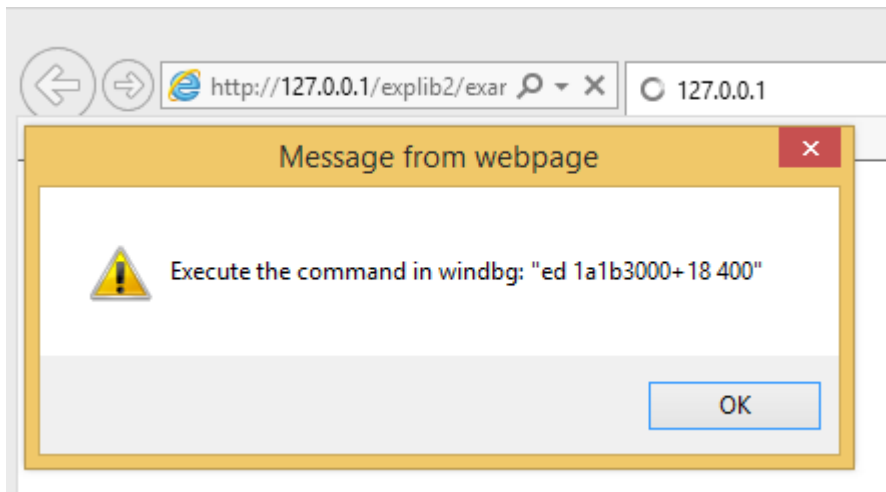 http://127.0.0.1/explib2/exar
127.0.0.1
Message from webpage
Execute the command in windbg: "ed 1a1b3000+18 400"
OK